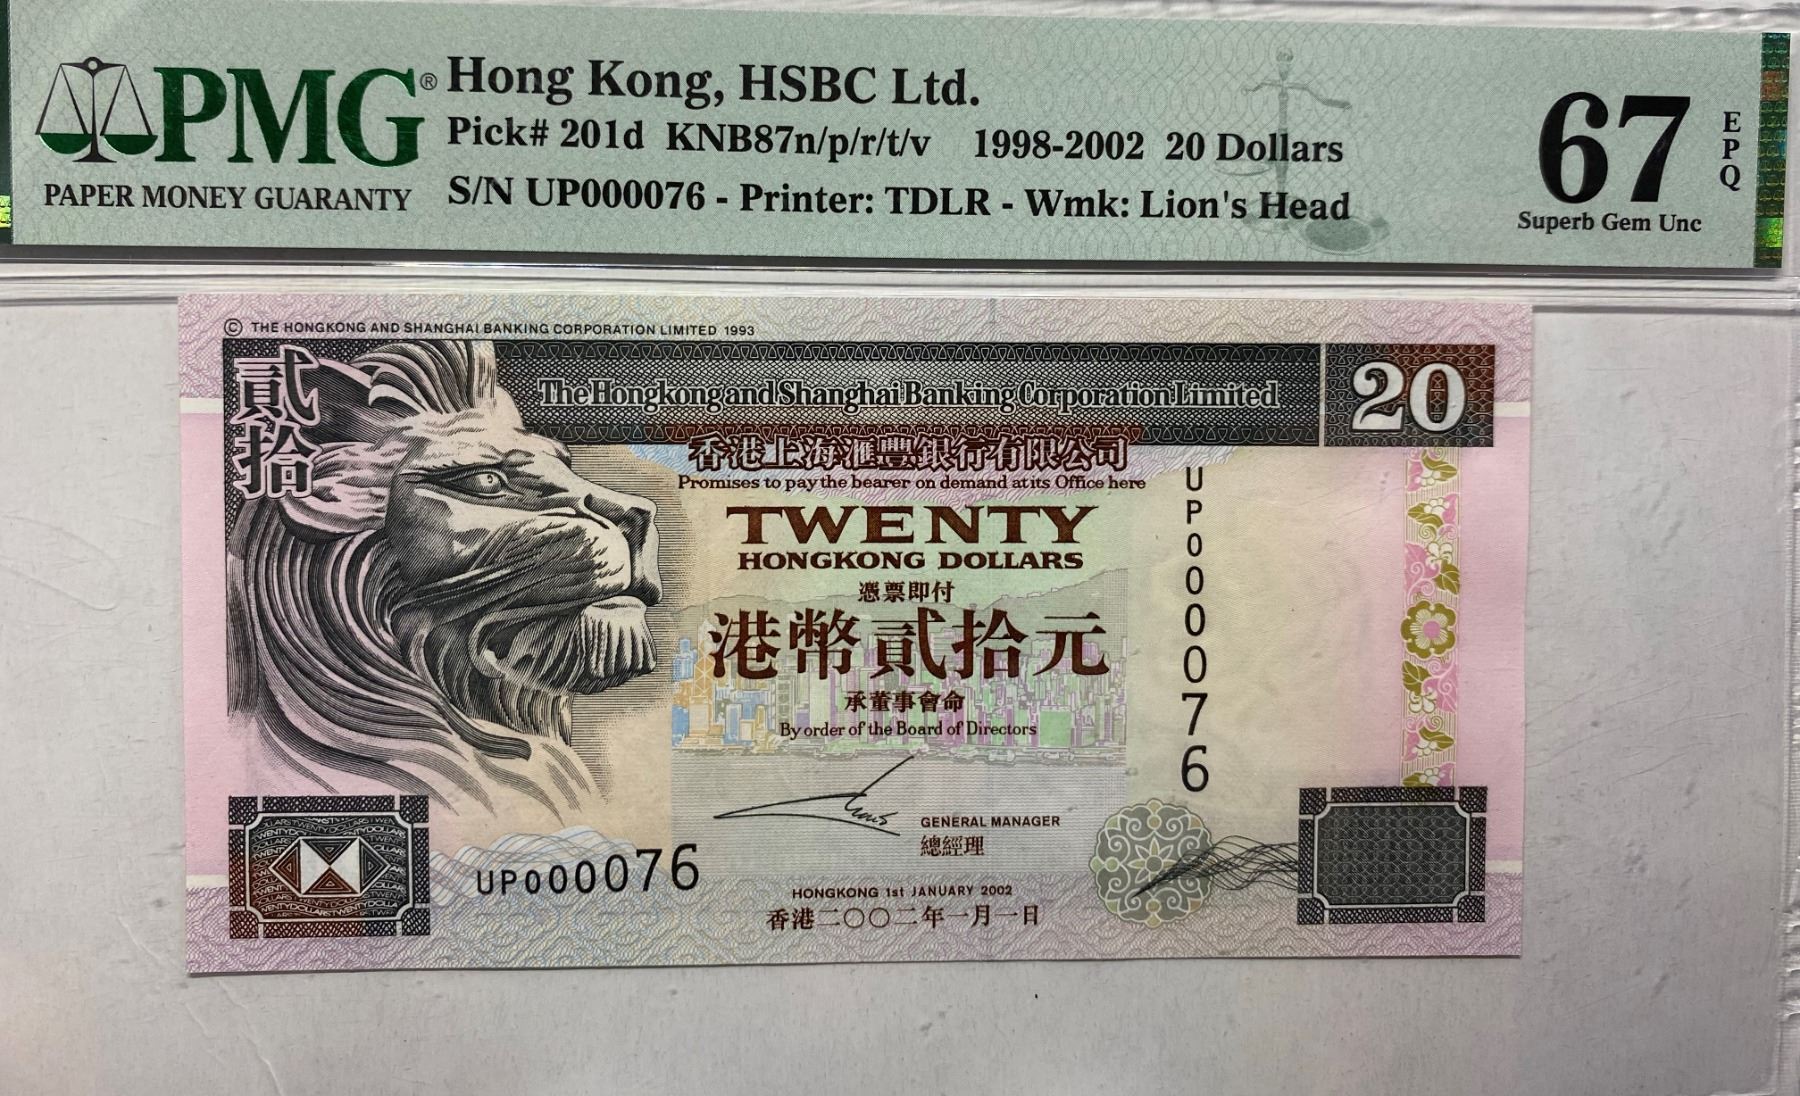 PMG®
PAPER MONEY GUARANTY
Hong Kong, HSBC Ltd.
Pick# 201d KNB87n/p/r/t/v 1998-2002 20 Dollars
S/N UP000076 - Printer: TDLR - Wmk: Lion's Head
67
EPQ
Superb Gem Unc
© THE HONGKONG AND SHANGHAI BANKING CORPORATION LIMITED 1993
貳拾
The Hongkong and Shanghai Banking Corporation Limited
20
香港上海滙豐銀行有限公司
Promises to pay the bearer on demand at its Office here
TWENTY
HONGKONG DOLLARS
憑票即付
港幣貳拾元
承董事會命
By order of the Board of Directors
UP000076
GENERAL MANAGER
總經理
UP000076
HONGKONG 1st JANUARY 2002
香港二〇〇二年一月一日